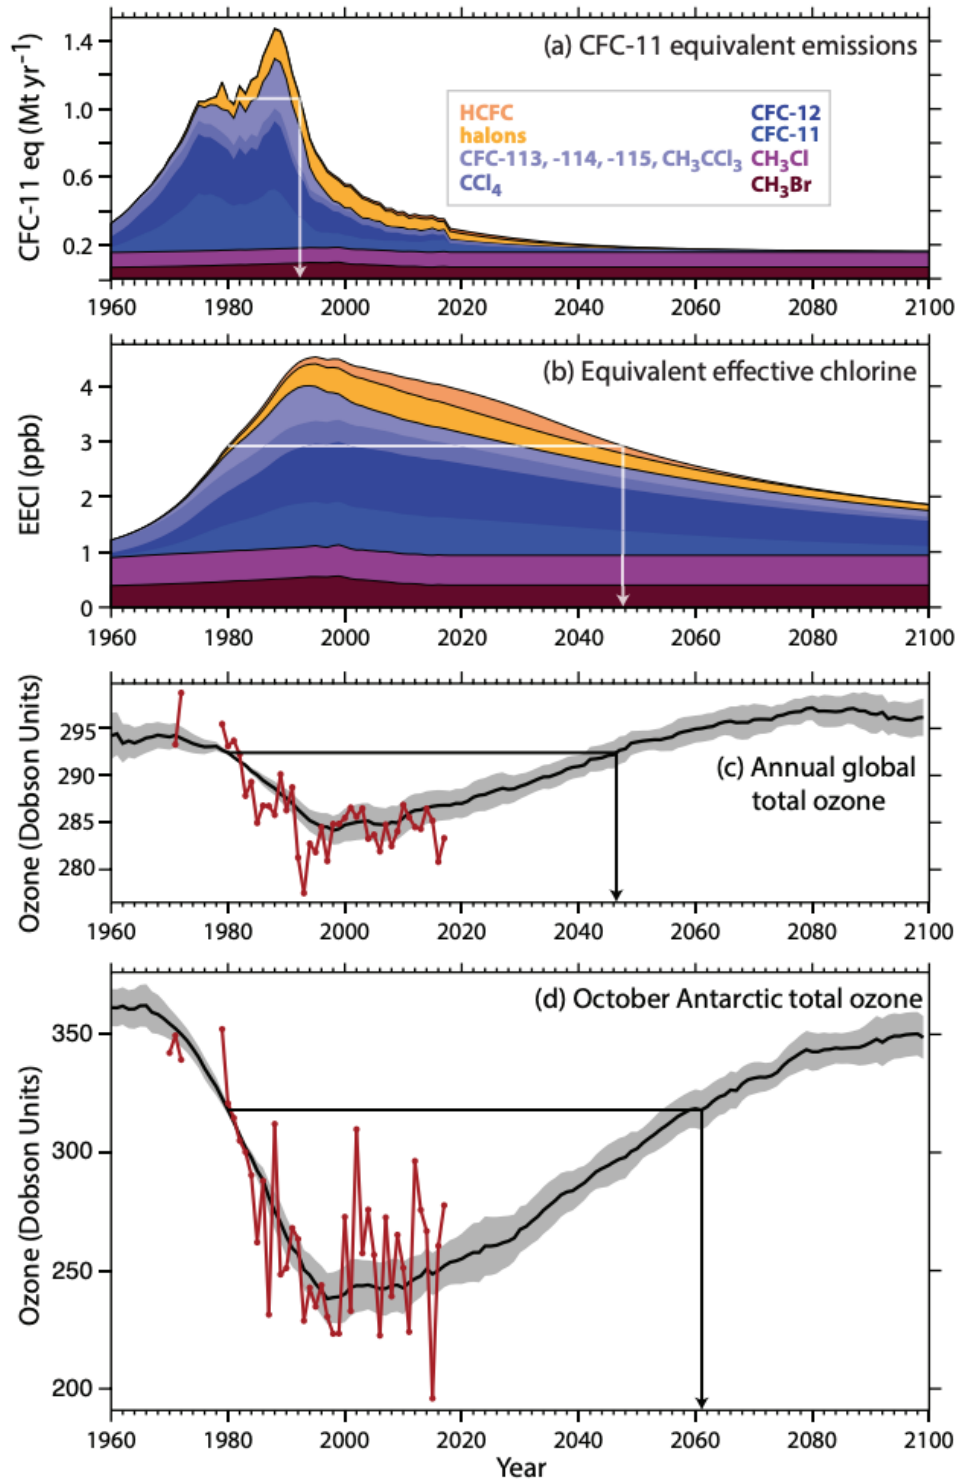 (a) CFC-11 equivalent emissions
CFC-11 eq (Mt yr−1)
1.4
1.0
0.6
0.2
HCFC
halons
CFC-113, -114, -115, CH3CCl3
CCl4
CFC-12
CFC-11
CH3Cl
CH3Br
1960 1980 2000 2020 2040 2060 2080 2100
(b) Equivalent effective chlorine
EECl (ppb)
4
3
2
1
0
1960 1980 2000 2020 2040 2060 2080 2100
Ozone (Dobson Units)
295
290
285
280
(c) Annual global
total ozone
1960 1980 2000 2020 2040 2060 2080 2100
(d) October Antarctic total ozone
Ozone (Dobson Units)
350
300
250
200
1960 1980 2000 2020 2040 2060 2080 2100
Year